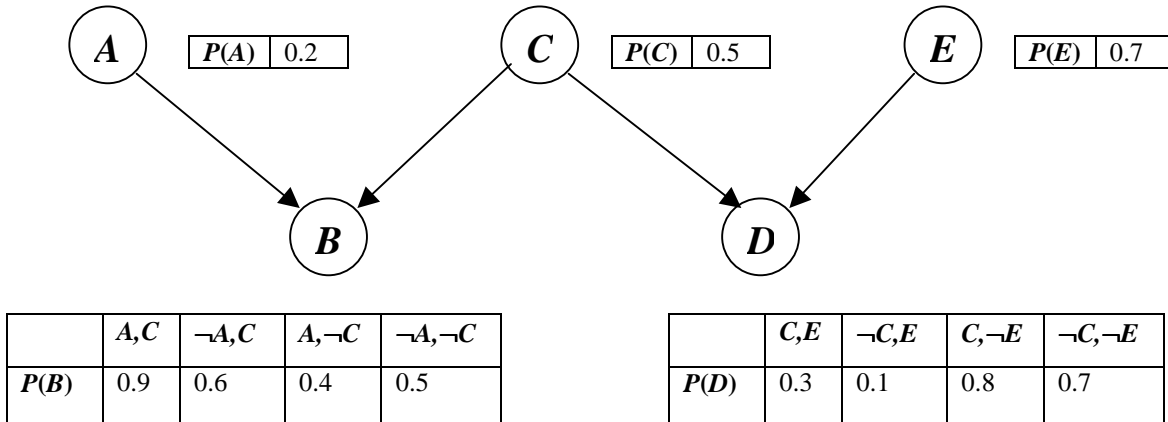 A P(A) 0.2 C P(C) 0.5 E P(E) 0.7
B D
A,C ¬A,C A,¬C ¬A,¬C
P(B) 0.9 0.6 0.4 0.5
C,E ¬C,E C,¬E ¬C,¬E
P(D) 0.3 0.1 0.8 0.7